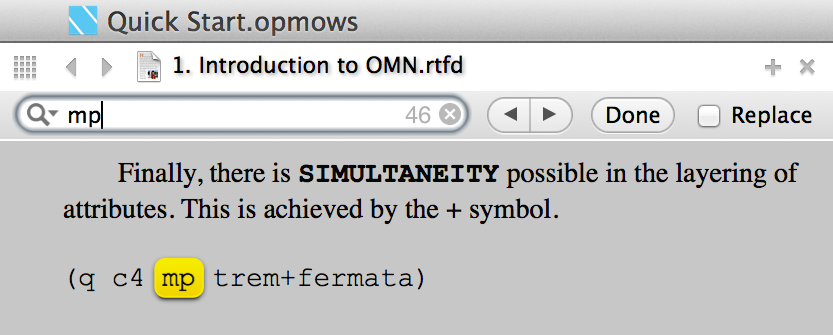 Quick Start.opmows
1. Introduction to OMN.rtfd
mp 46 Done Replace
Finally, there is SIMULTANEITY possible in the layering of
attributes. This is achieved by the + symbol.
(q c4 mp trem+fermata)